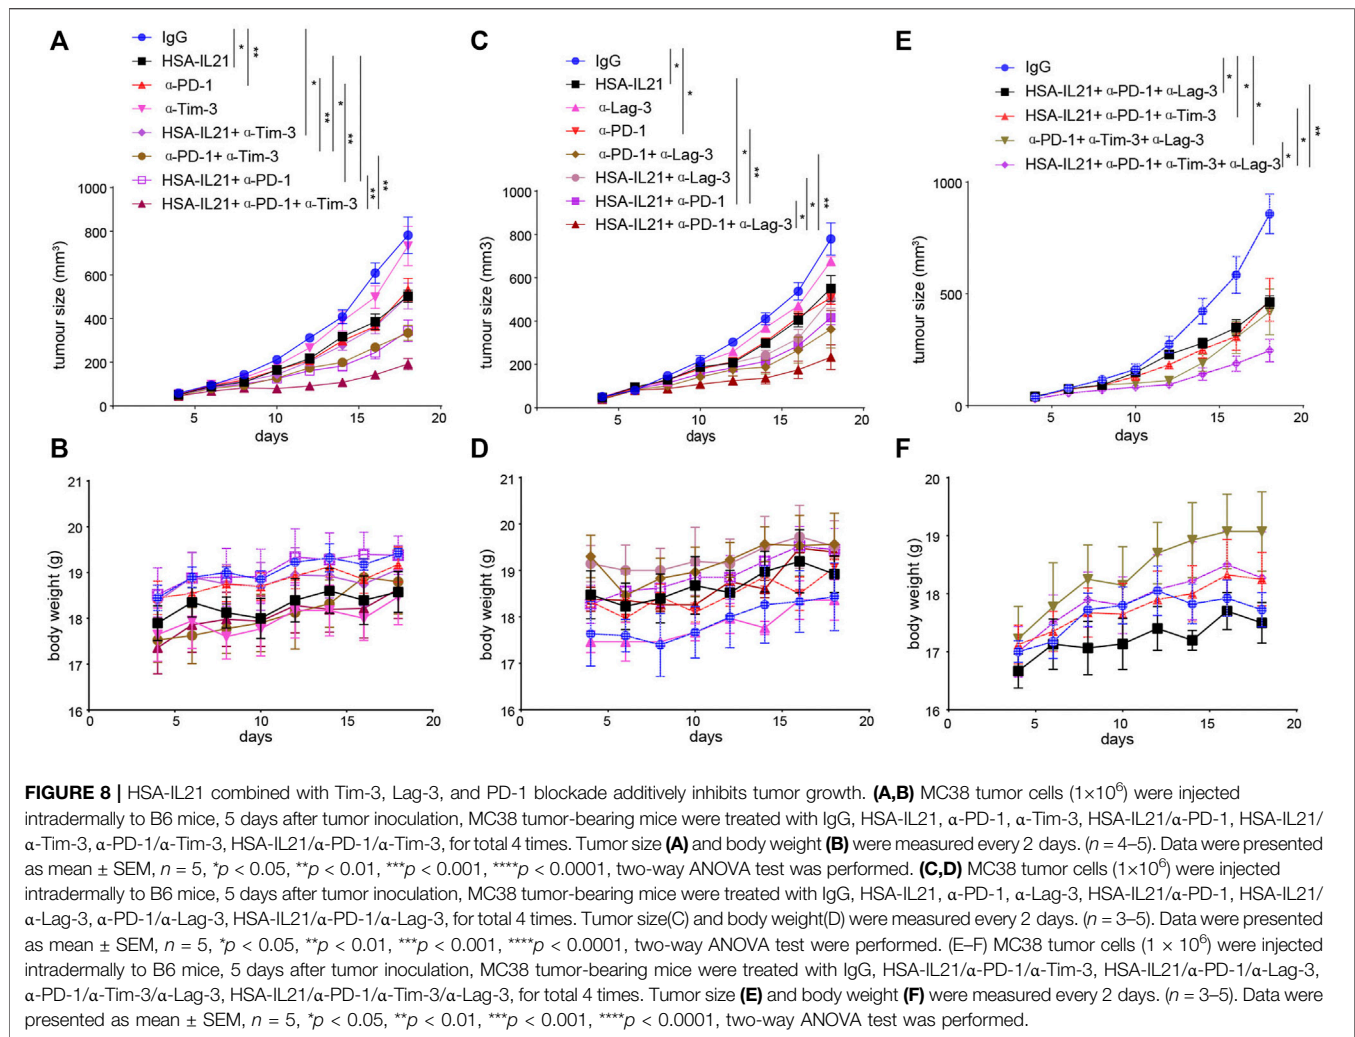 A
IgG
HSA-IL21
α-PD-1
α-Tim-3
HSA-IL21+ α-Tim-3
α-PD-1+ α-Tim-3
HSA-IL21+ α-PD-1
HSA-IL21+ α-PD-1+ α-Tim-3
* ** * ** * ** ** **
tumour size (mm³)
1000
800
600
400
200
0
5 10 15 20
days
C
IgG
HSA-IL21
α-Lag-3
α-PD-1
α-PD-1+ α-Lag-3
HSA-IL21+ α-Lag-3
HSA-IL21+ α-PD-1
HSA-IL21+ α-PD-1+ α-Lag-3
* * * ** * * **
tumour size (mm3)
1000
800
600
400
200
0
5 10 15 20
days
E
IgG
HSA-IL21+ α-PD-1+ α-Lag-3
HSA-IL21+ α-PD-1+ α-Tim-3
α-PD-1+ α-Tim-3+ α-Lag-3
HSA-IL21+ α-PD-1+ α-Tim-3+ α-Lag-3
* * * * * **
tumour size (mm³)
1000
500
0
5 10 15 20
days
B
body weight (g)
21
20
19
18
17
16
0 5 10 15 20
days
D
body weight (g)
21
20
19
18
17
16
0 5 10 15 20
days
F
body weight (g)
20
19
18
17
16
0 5 10 15 20
days
FIGURE 8 | HSA-IL21 combined with Tim-3, Lag-3, and PD-1 blockade additively inhibits tumor growth. (A,B) MC38 tumor cells (1×10⁶) were injected
intradermally to B6 mice, 5 days after tumor inoculation, MC38 tumor-bearing mice were treated with IgG, HSA-IL21, α-PD-1, α-Tim-3, HSA-IL21/α-PD-1, HSA-IL21/
α-Tim-3, α-PD-1/α-Tim-3, HSA-IL21/α-PD-1/α-Tim-3, for total 4 times. Tumor size (A) and body weight (B) were measured every 2 days. (n = 4–5). Data were presented
as mean ± SEM, n = 5, *p < 0.05, **p < 0.01, ***p < 0.001, ****p < 0.0001, two-way ANOVA test was performed. (C,D) MC38 tumor cells (1×10⁶) were injected
intradermally to B6 mice, 5 days after tumor inoculation, MC38 tumor-bearing mice were treated with IgG, HSA-IL21, α-PD-1, α-Lag-3, HSA-IL21/α-PD-1, HSA-IL21/
α-Lag-3, α-PD-1/α-Lag-3, HSA-IL21/α-PD-1/α-Lag-3, for total 4 times. Tumor size(C) and body weight(D) were measured every 2 days. (n = 3–5). Data were presented
as mean ± SEM, n = 5, *p < 0.05, **p < 0.01, ***p < 0.001, ****p < 0.0001, two-way ANOVA test were performed. (E–F) MC38 tumor cells (1 × 10⁶) were injected
intradermally to B6 mice, 5 days after tumor inoculation, MC38 tumor-bearing mice were treated with IgG, HSA-IL21/α-PD-1/α-Tim-3, HSA-IL21/α-PD-1/α-Lag-3,
α-PD-1/α-Tim-3/α-Lag-3, HSA-IL21/α-PD-1/α-Tim-3/α-Lag-3, for total 4 times. Tumor size (E) and body weight (F) were measured every 2 days. (n = 3–5). Data were
presented as mean ± SEM, n = 5, *p < 0.05, **p < 0.01, ***p < 0.001, ****p < 0.0001, two-way ANOVA test was performed.